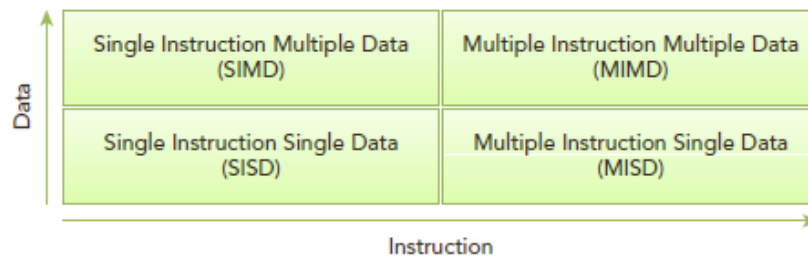 Single Instruction Multiple Data
(SIMD)
Multiple Instruction Multiple Data
(MIMD)
Data
Single Instruction Single Data
(SISD)
Multiple Instruction Single Data
(MISD)
Instruction